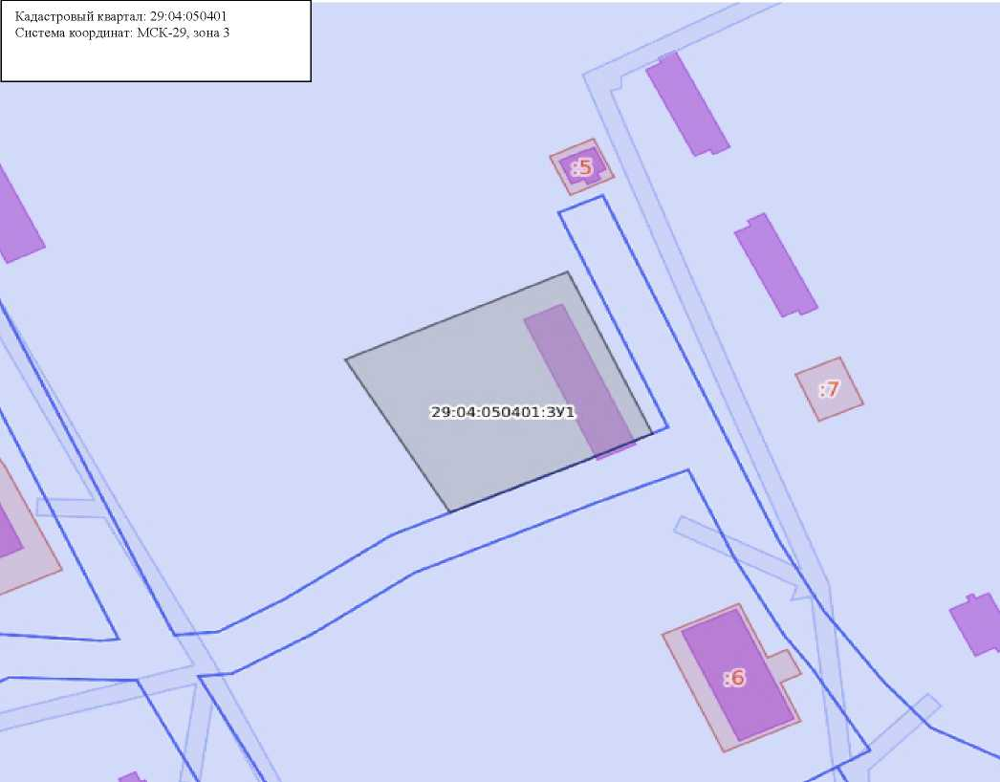 Кадастровый квартал: 29:04:050401
Система координат: МСК-29, зона 3
:5
:7
29:04:050401:ЗУ1
:6